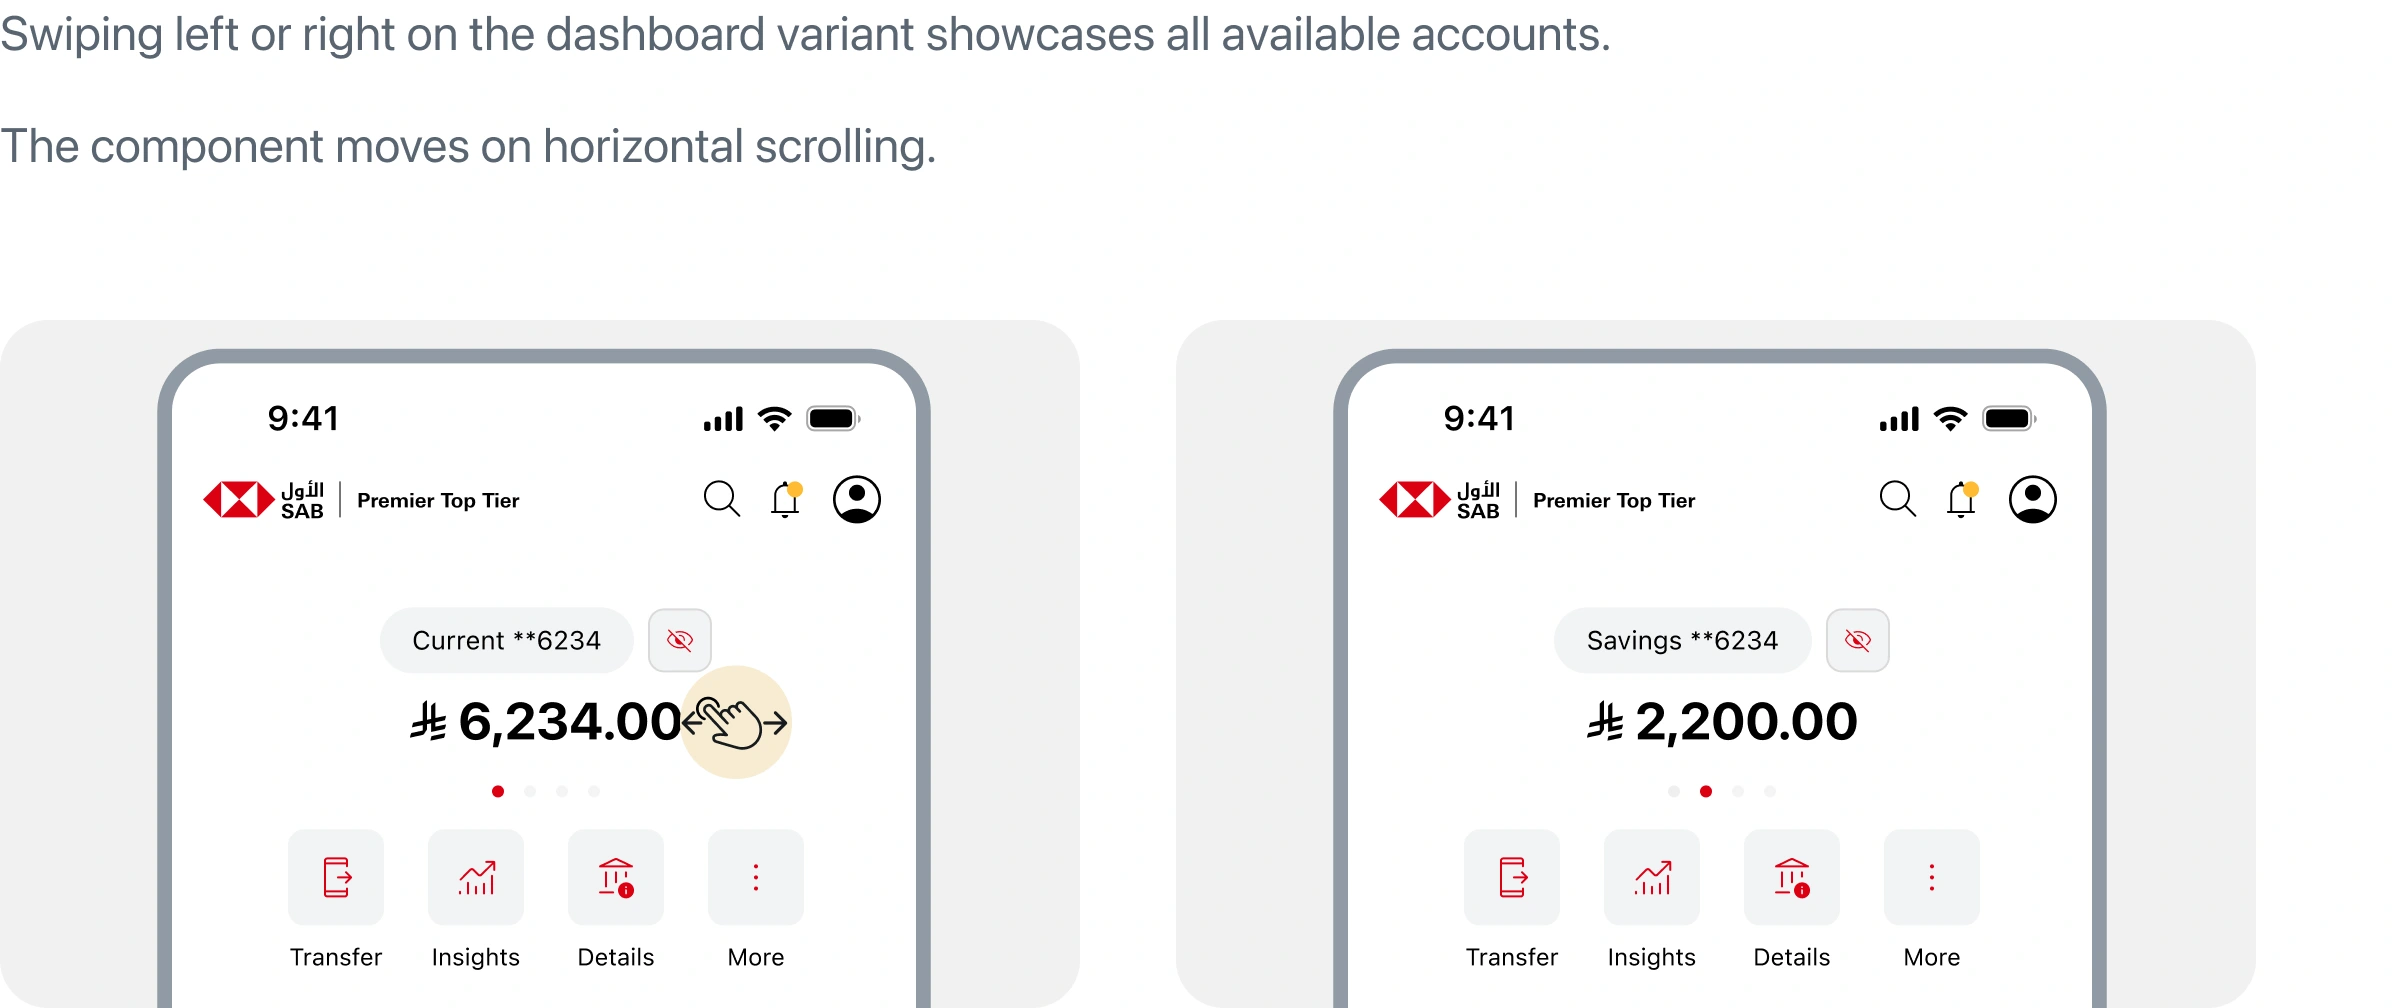 Swiping left or right on the dashboard variant showcases all available accounts.
The component moves on horizontal scrolling.
9:41
الأول
SAB
Premier Top Tier
Current **6234
6,234.00
Transfer
Insights
Details
More
9:41
الأول
SAB
Premier Top Tier
Savings **6234
2,200.00
Transfer
Insights
Details
More